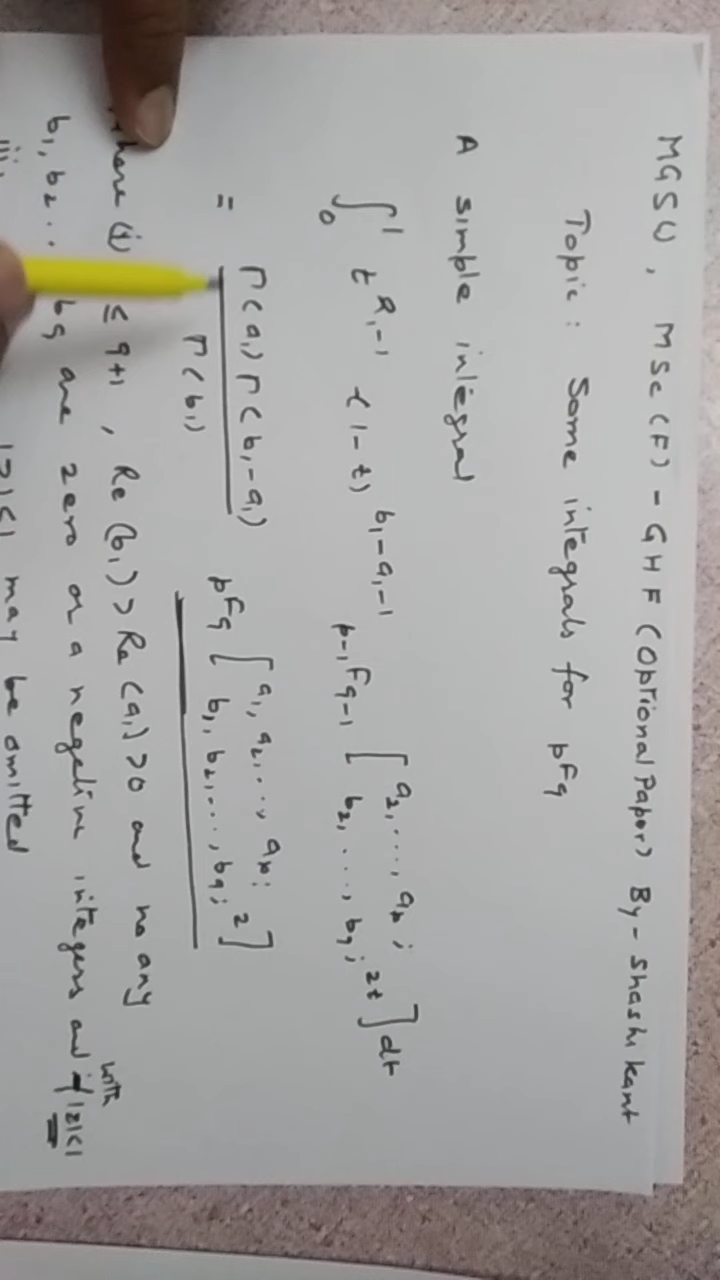 MGSU, MSc (F) - GHF (Optional Paper) By - Shashi Kant
Topic: Some integrals for pFq
A simple integral
∫₀¹ t^{a₁-1} (1-t)^{b₁-a₁-1} p-1Fq-1 [a₂, ..., ap; b₂, ..., bq; zt] dt
= Γ(a₁) Γ(b₁-a₁) / Γ(b₁) pFq [a₁, a₂, ..., ap; b₁, b₂, ..., bq; z]
(i) ≤ q+1, Re(b₁) > Re(a₁) > 0 and no any
b₁, b₂ ... bq are zero or a negative integers and with |z|<1
|z|<1 may be omitted